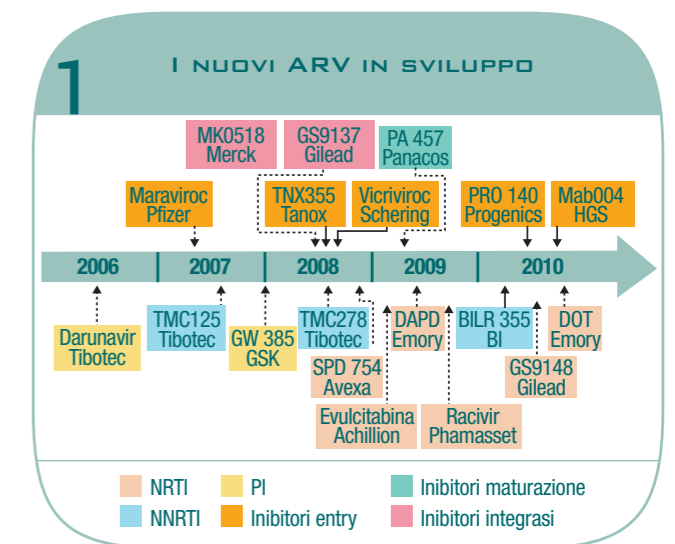 1
I NUOVI ARV IN SVILUPPO
MK0518
Merck
GS9137
Gilead
PA 457
Panacos
Maraviroc
Pfizer
TNX355
Tanox
Vicriviroc
Schering
PRO 140
Progenics
Mab004
HGS
2006
2007
2008
2009
2010
Darunavir
Tibotec
TMC125
Tibotec
GW 385
GSK
TMC278
Tibotec
SPD 754
Avexa
Evulcitabina
Achillion
DAPD
Emory
Racivir
Phamasset
BILR 355
BI
GS9148
Gilead
DOT
Emory
NRTI
PI
Inibitori maturazione
NNRTI
Inibitori entry
Inibitori integrasi